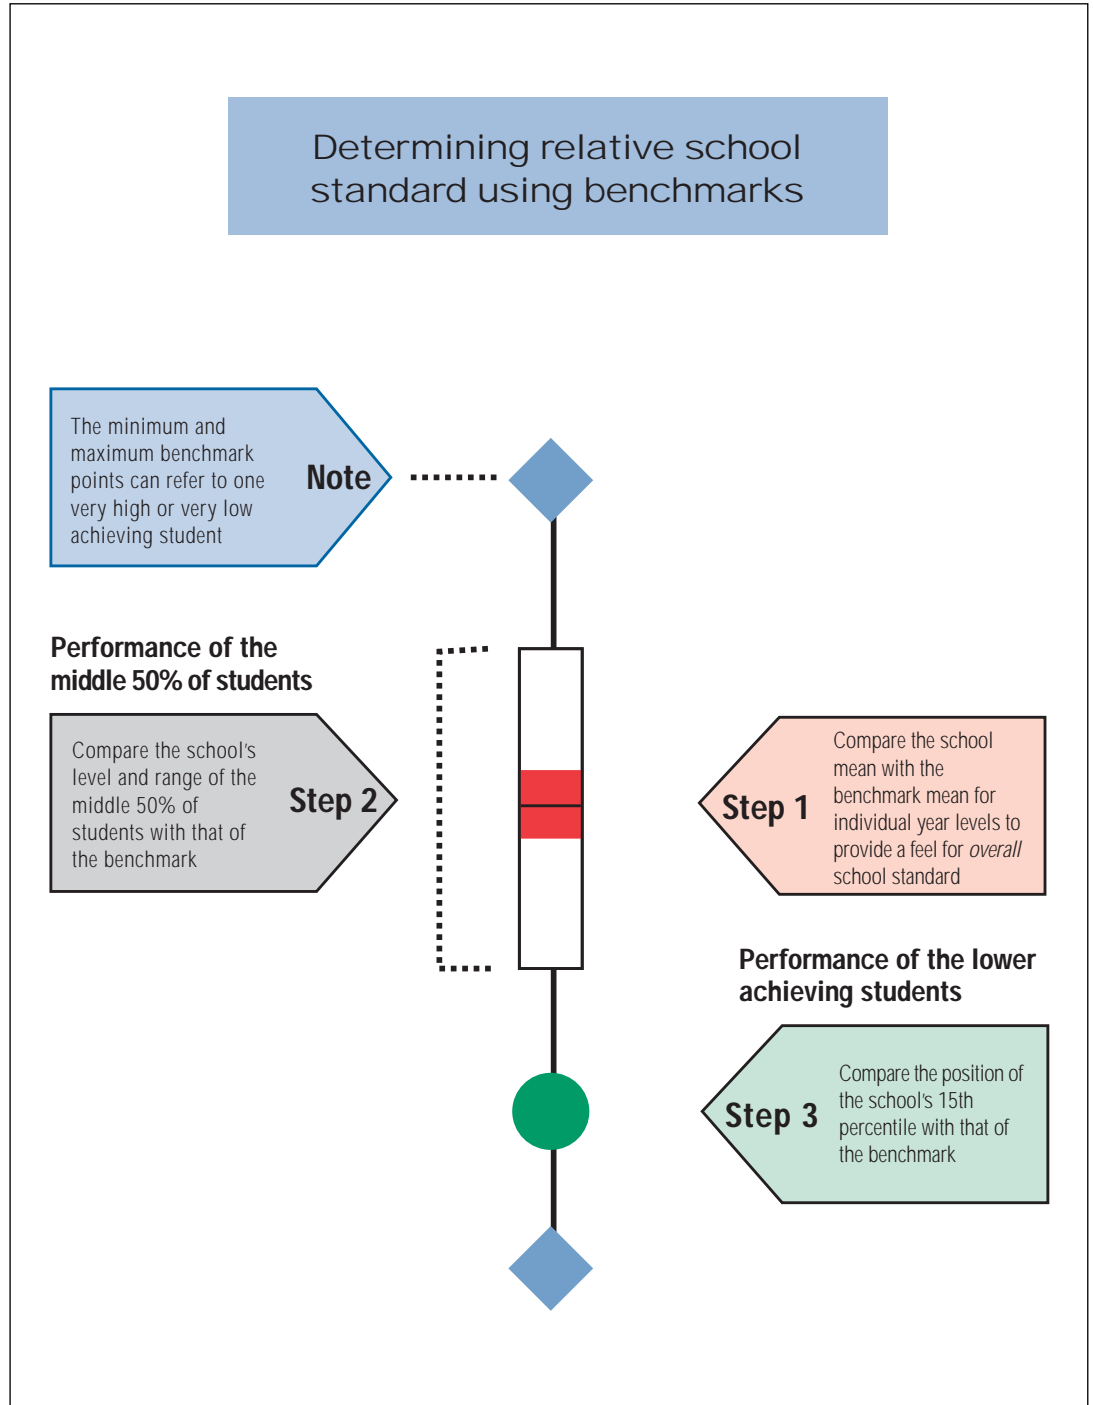 Determining relative school
standard using benchmarks
The minimum and
maximum benchmark
points can refer to one
very high or very low
achieving student
Note
Performance of the
middle 50% of students
Compare the school's
level and range of the
middle 50% of
students with that of
the benchmark
Step 2
Step 1
Compare the school
mean with the
benchmark mean for
individual year levels to
provide a feel for overall
school standard
Performance of the lower
achieving students
Step 3
Compare the position of
the school's 15th
percentile with that of
the benchmark